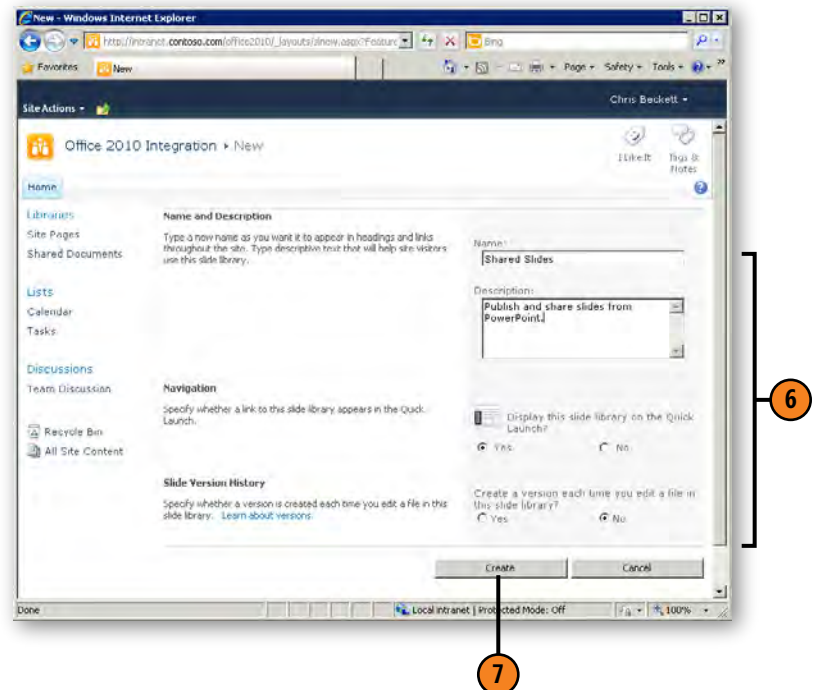 New - Windows Internet Explorer
http://intranet.contoso.com/office2010/_layouts/slnew.aspx?Featur
Bing
Favorites
New
Page
Safety
Tools
Site Actions
Chris Beckett
Office 2010 Integration ▸ New
I Like It
Tags & Notes
Home
Libraries
Site Pages
Shared Documents
Lists
Calendar
Tasks
Discussions
Team Discussion
Recycle Bin
All Site Content
Name and Description
Type a new name as you want it to appear in headings and links
throughout the site. Type descriptive text that will help site visitors
use this slide library.
Name:
Shared Slides
Description:
Publish and share slides from
PowerPoint.
Navigation
Specify whether a link to this slide library appears in the Quick
Launch.
Display this slide library on the Quick
Launch?
Yes
No
Slide Version History
Specify whether a version is created each time you edit a file in this
slide library. Learn about versions.
Create a version each time you edit a file in
this slide library?
Yes
No
Create
Cancel
Done
Local intranet | Protected Mode: Off
100%
6
7